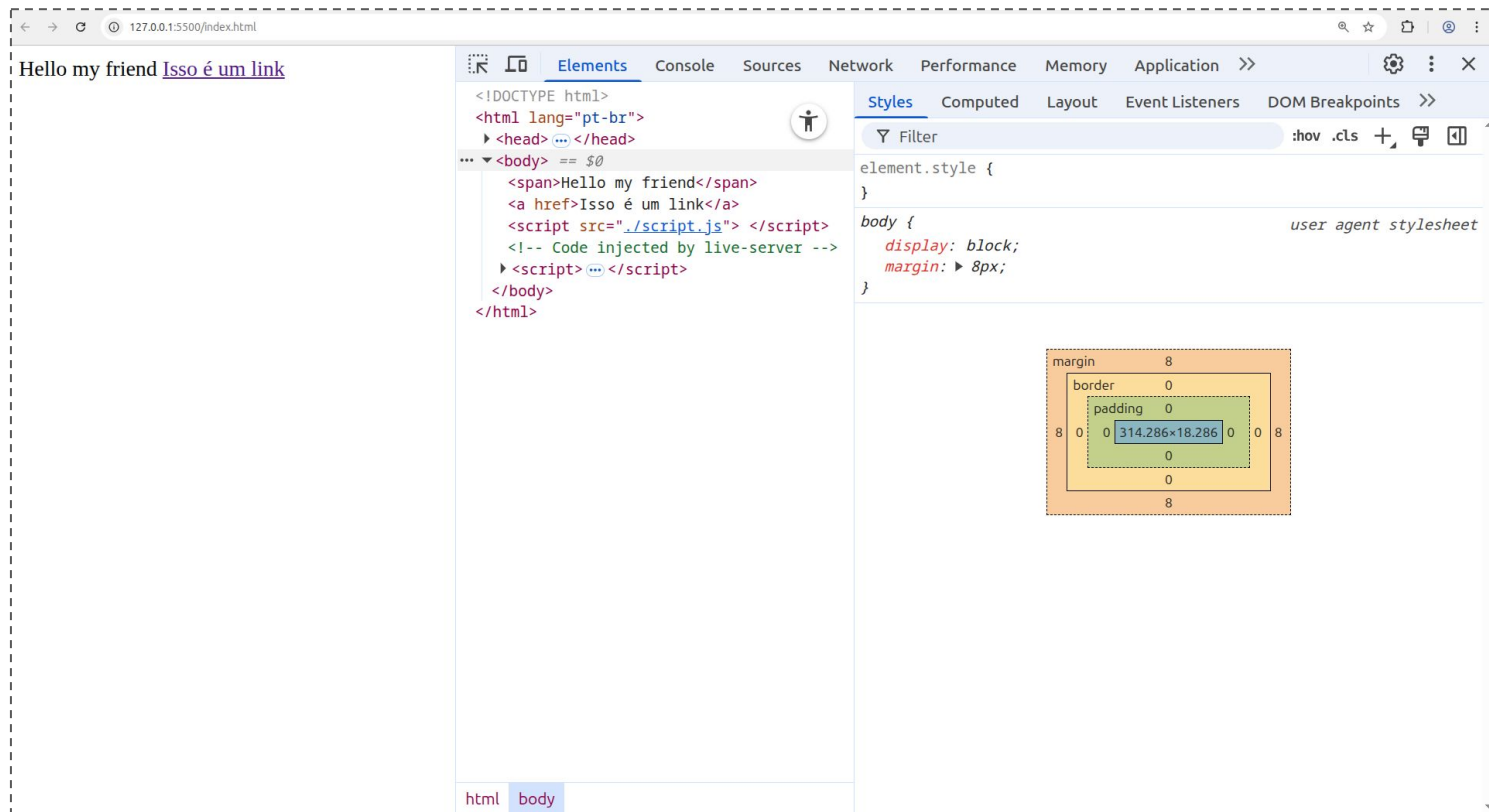 127.0.0.1:5500/index.html
Hello my friend Isso é um link
Elements Console Sources Network Performance Memory Application
<!DOCTYPE html>
<html lang="pt-br">
<head> ... </head>
... <body> == $0
<span>Hello my friend</span>
<a href>Isso é um link</a>
<script src="./script.js"> </script>
<!-- Code injected by live-server -->
<script> ... </script>
</body>
</html>
html body
Styles Computed Layout Event Listeners DOM Breakpoints
Filter :hov .cls
element.style {
}
body { user agent stylesheet
display: block;
margin: 8px;
}
margin 8
border 0
padding 0
8 0 0 314.286×18.286 0 0 8
0
0
8